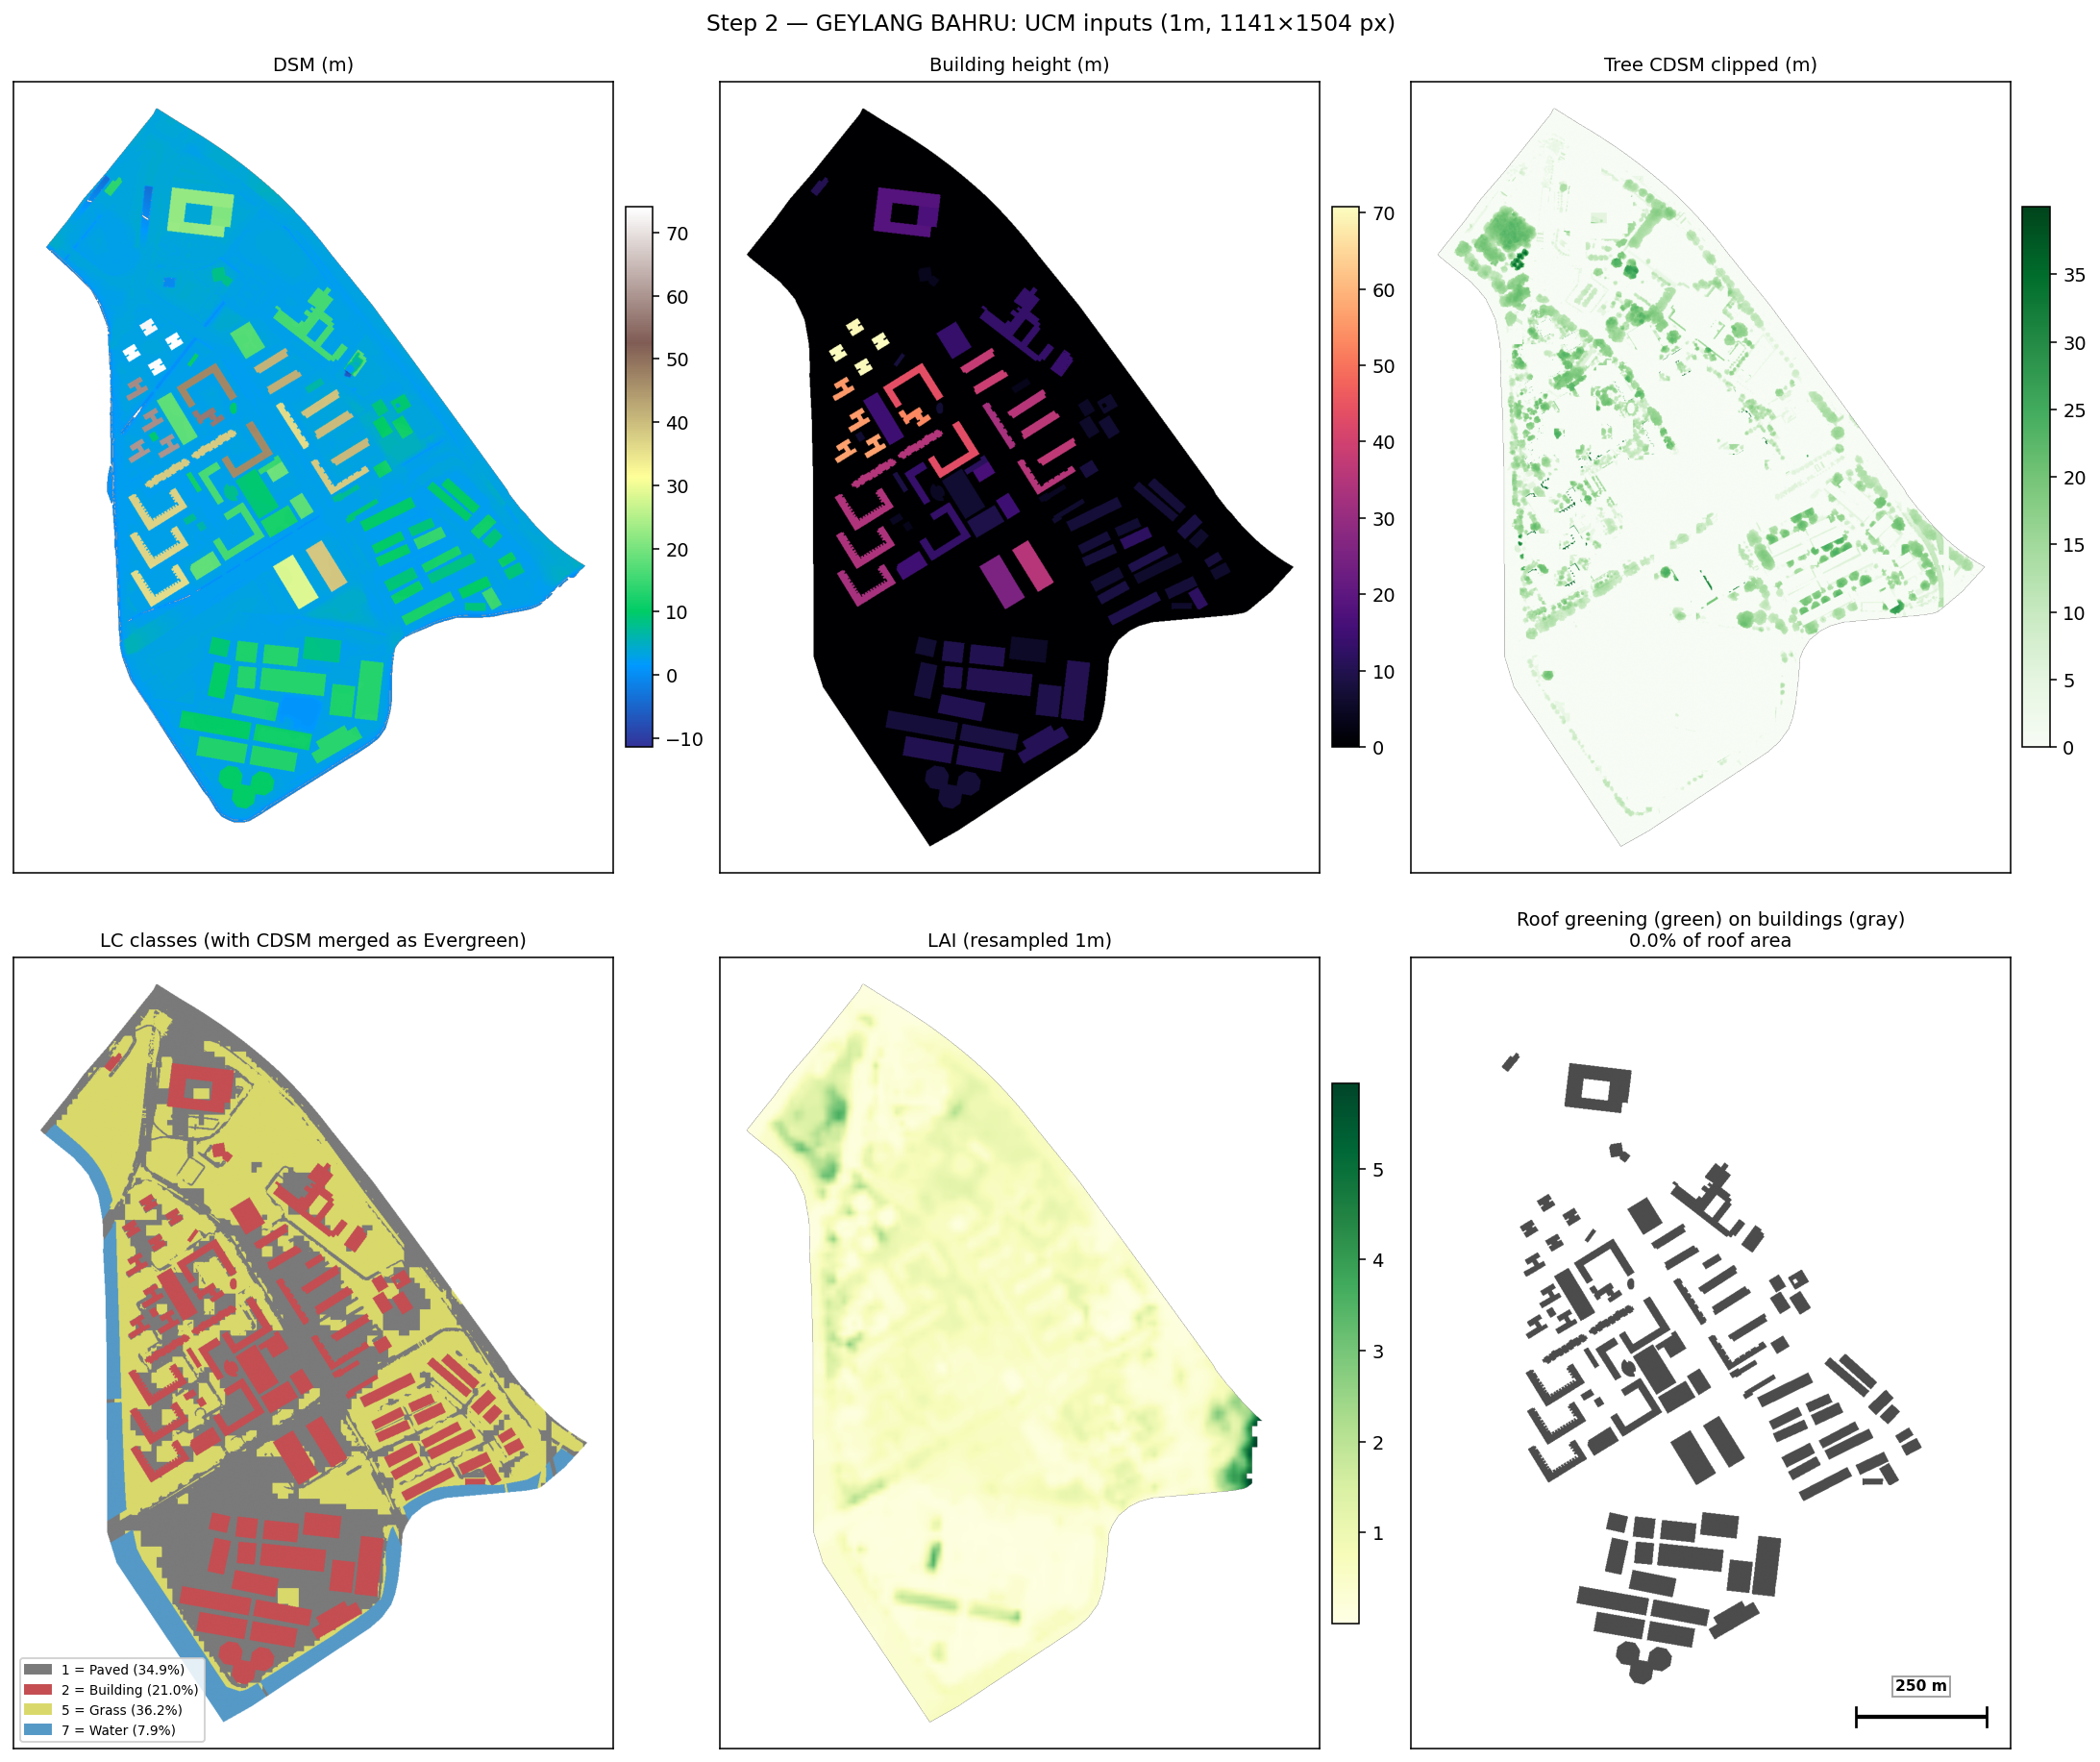 Step 2 — GEYLANG BAHRU: UCM inputs (1m, 1141×1504 px)
DSM (m)
70
60
50
40
30
20
10
0
−10
Building height (m)
70
60
50
40
30
20
10
0
Tree CDSM clipped (m)
35
30
25
20
15
10
5
0
LC classes (with CDSM merged as Evergreen)
1 = Paved (34.9%)
2 = Building (21.0%)
5 = Grass (36.2%)
7 = Water (7.9%)
LAI (resampled 1m)
5
4
3
2
1
Roof greening (green) on buildings (gray)
0.0% of roof area
250 m